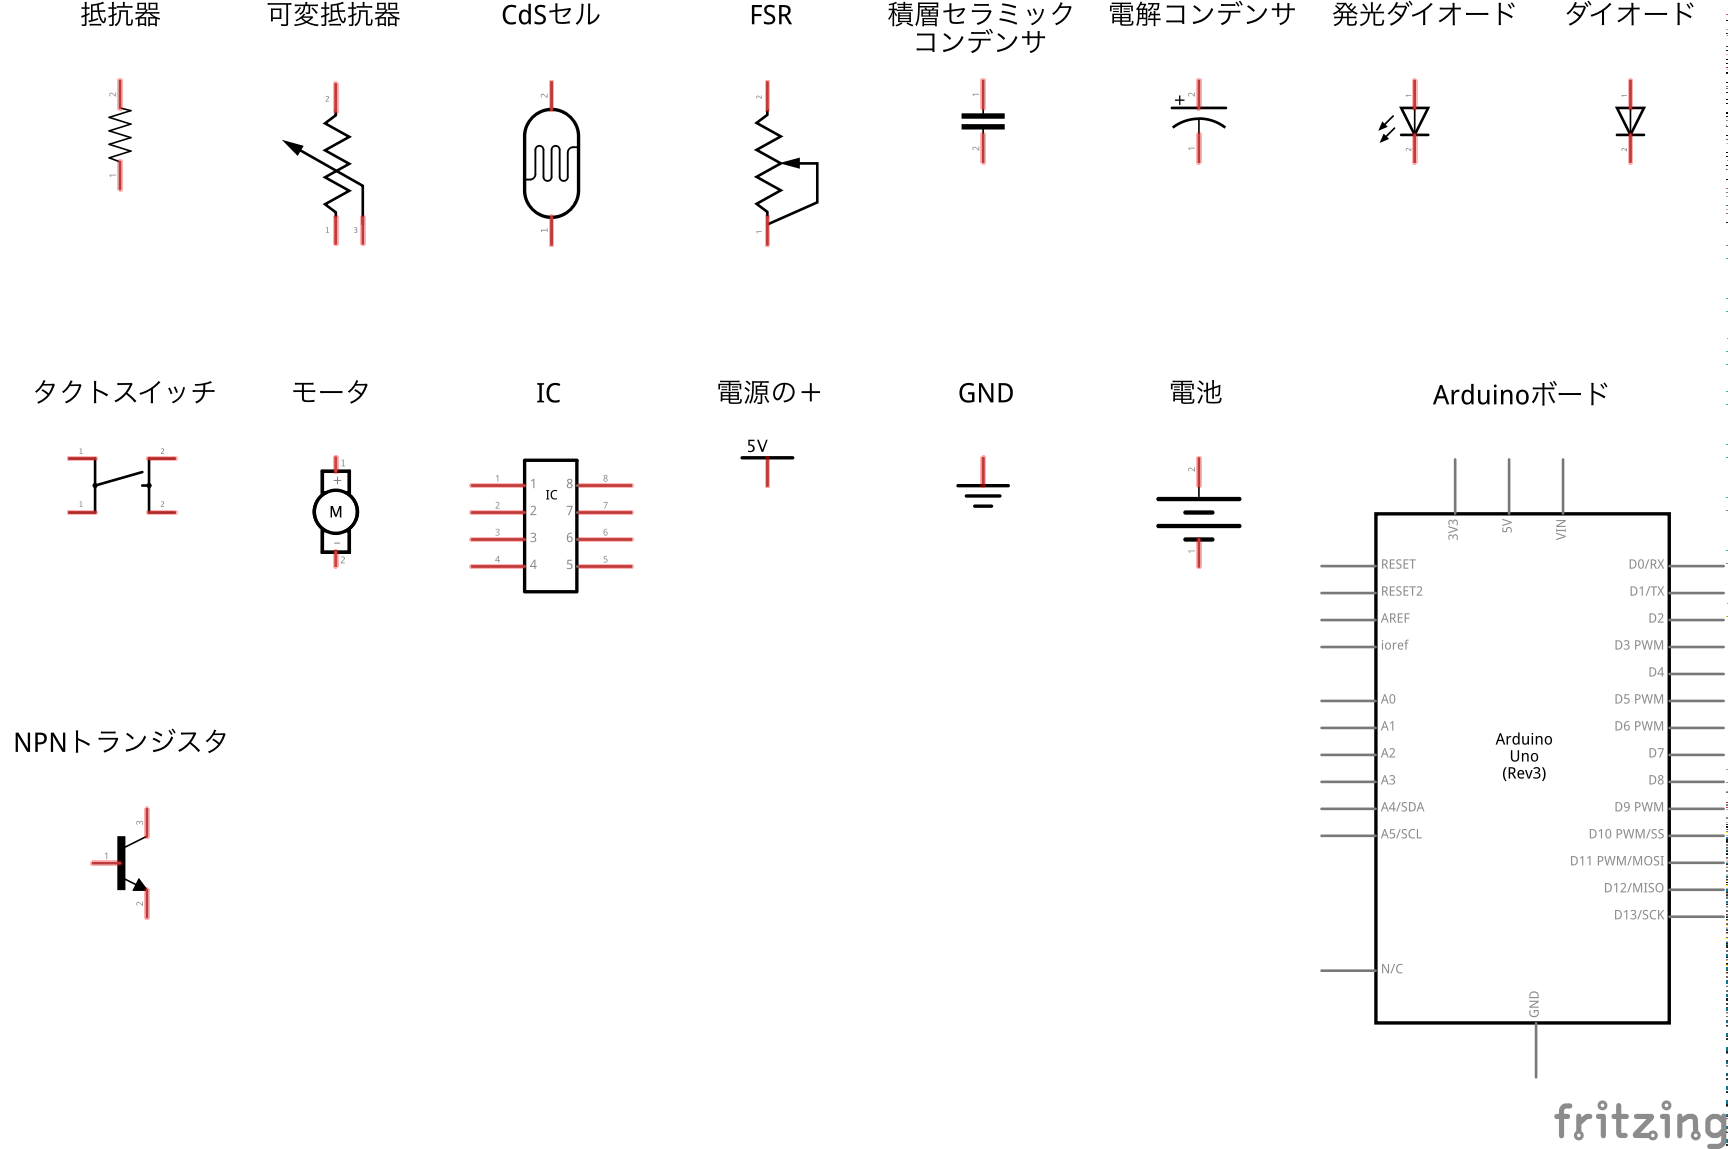 抵抗器
可変抵抗器
CdSセル
FSR
積層セラミック
コンデンサ
電解コンデンサ
発光ダイオード
ダイオード
2
1
2
1
3
2
1
2
1
1
2
+
2
1
1
2
1
2
タクトスイッチ
モータ
IC
電源の＋
GND
電池
Arduinoボード
1
2
1
2
1
+
M
−
2
IC
1
1
8
8
2
2
7
7
3
3
6
6
4
4
5
5
5V
2
1
3V3
5V
VIN
RESET
RESET2
AREF
ioref
A0
A1
A2
A3
A4/SDA
A5/SCL
N/C
D0/RX
D1/TX
D2
D3 PWM
D4
D5 PWM
D6 PWM
D7
D8
D9 PWM
D10 PWM/SS
D11 PWM/MOSI
D12/MISO
D13/SCK
Arduino
Uno
(Rev3)
GND
NPNトランジスタ
3
1
2
fritzing